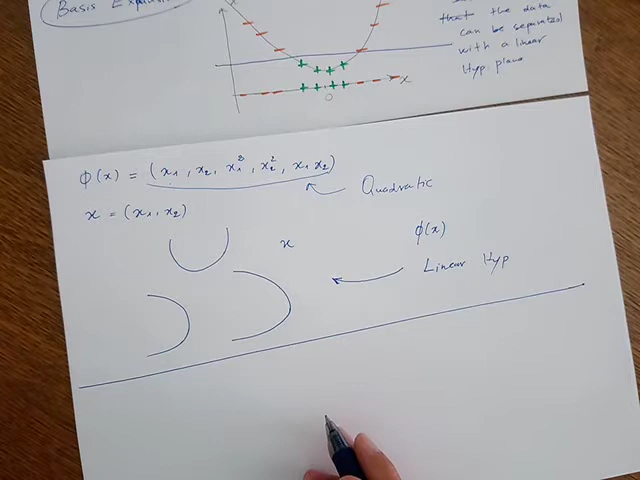 Basis
that the data
can be separated
with a linear
Hyp plane
x
0
ϕ(x) = (x₁, x₂, x₁², x₂², x₁x₂)
Quadratic
x = (x₁, x₂)
x
ϕ(x)
Linear Hyp